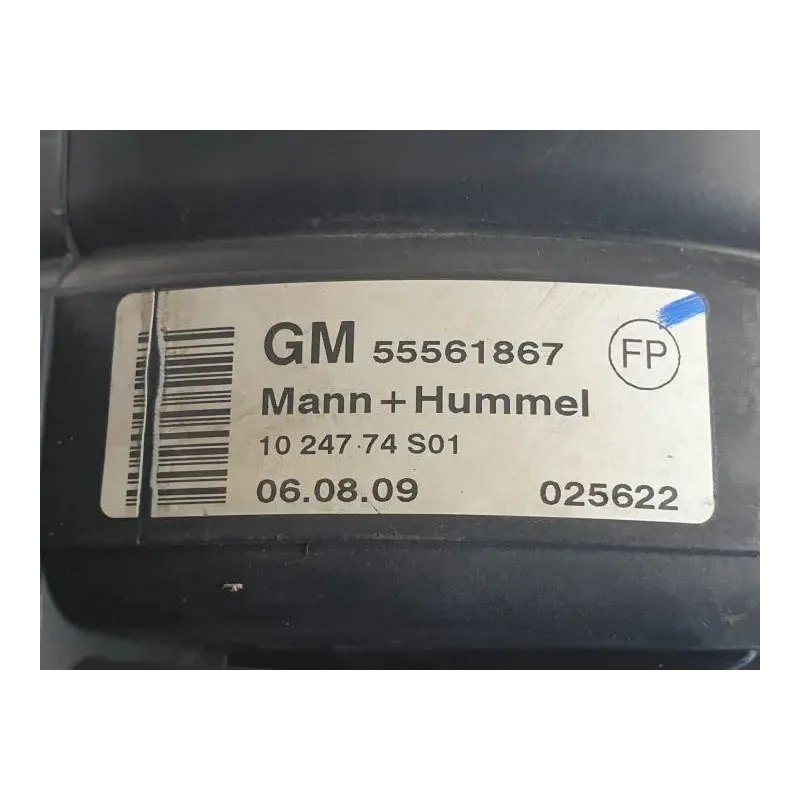 GM 55561867 FP
Mann+Hummel
10 247 74 S01
06.08.09 025622